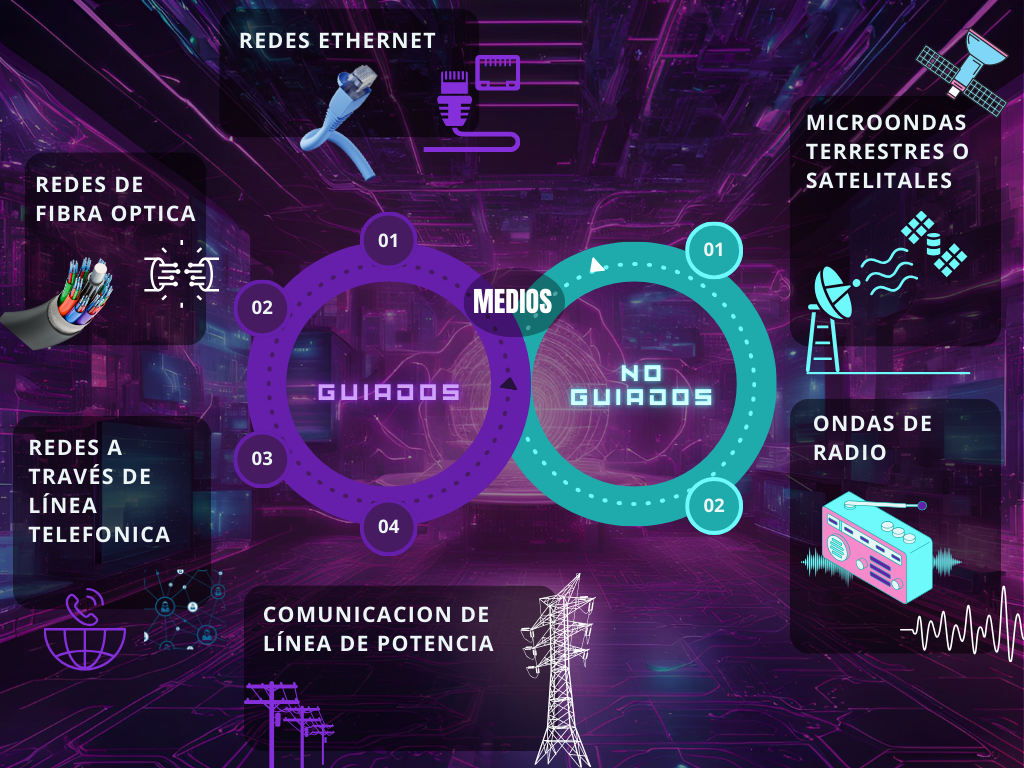 REDES ETHERNET
MICROONDAS
TERRESTRES O
SATELITALES
REDES DE
FIBRA OPTICA
01
02
03
04
MEDIOS
GUIADOS
01
02
NO
GUIADOS
REDES A
TRAVÉS DE
LÍNEA
TELEFONICA
ONDAS DE
RADIO
COMUNICACION DE
LÍNEA DE POTENCIA